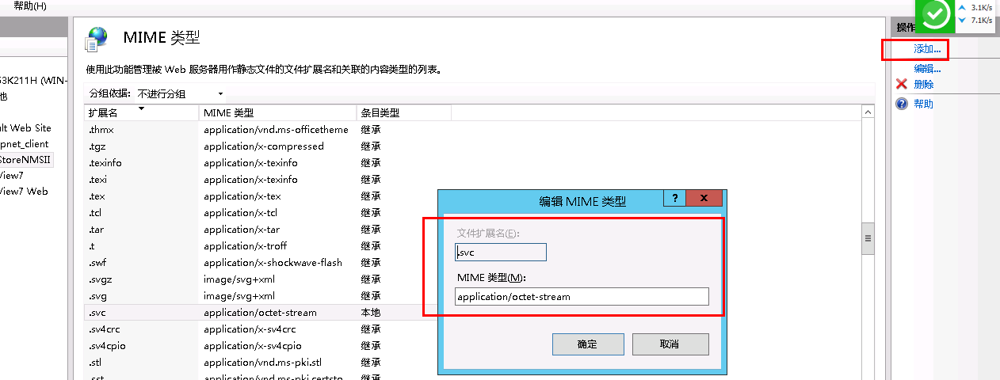 帮助(H)
3.1K/s
7.1K/s
MIME 类型
操作
添加...
编辑...
删除
帮助
使用此功能管理被 Web 服务器用作静态文件的文件扩展名和关联的内容类型的列表。
分组依据: 不进行分组
扩展名 MIME 类型 条目类型
53K211H (WIN-
池
ult Web Site
pnet_client
StoreNMSII
View7
View7 Web
.thmx application/vnd.ms-officetheme 继承
.tgz application/x-compressed 继承
.texinfo application/x-texinfo 继承
.texi application/x-texinfo 继承
.tex application/x-tex 继承
.tcl application/x-tcl 继承
.tar application/x-tar 继承
.t application/x-troff 继承
.swf application/x-shockwave-flash 继承
.svgz image/svg+xml 继承
.svg image/svg+xml 继承
.svc application/octet-stream 本地
.sv4crc application/x-sv4crc 继承
.sv4cpio application/x-sv4cpio 继承
.stl application/vnd.ms-pki.stl 继承
.sst application/vnd.ms-pki.certsto 继承
编辑 MIME 类型
? x
文件扩展名(E):
.svc
MIME 类型(M):
application/octet-stream
确定 取消